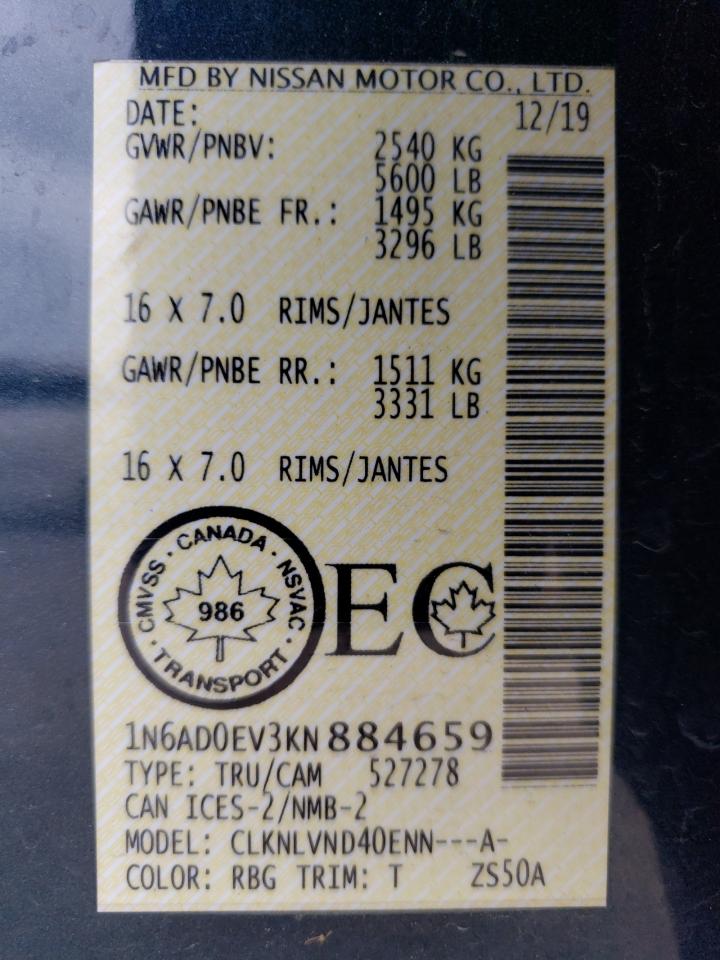 MFD BY NISSAN MOTOR CO., LTD.
DATE: 12/19
GVWR/PNBV: 2540 KG
5600 LB
GAWR/PNBE FR.: 1495 KG
3296 LB
16 X 7.0 RIMS/JANTES
GAWR/PNBE RR.: 1511 KG
3331 LB
16 X 7.0 RIMS/JANTES
CMVSS · CANADA · NSVAC · TRANSPORT ·
986
EC
1N6AD0EV3KN884659
TYPE: TRU/CAM 527278
CAN ICES-2/NMB-2
MODEL: CLKNLVND40ENN---A-
COLOR: RBG TRIM: T ZS50A